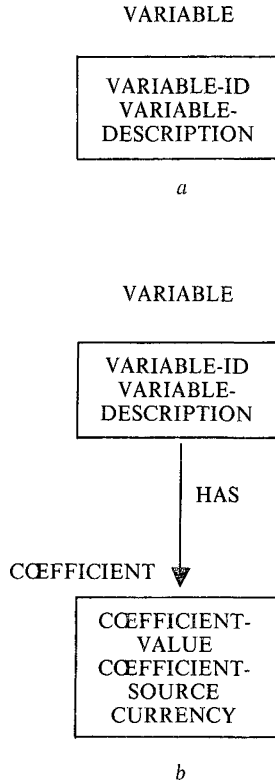 VARIABLE
VARIABLE-ID
VARIABLE-
DESCRIPTION
a
VARIABLE
VARIABLE-ID
VARIABLE-
DESCRIPTION
HAS
CŒFFICIENT
CŒFFICIENT-
VALUE
CŒFFICIENT-
SOURCE
CURRENCY
b